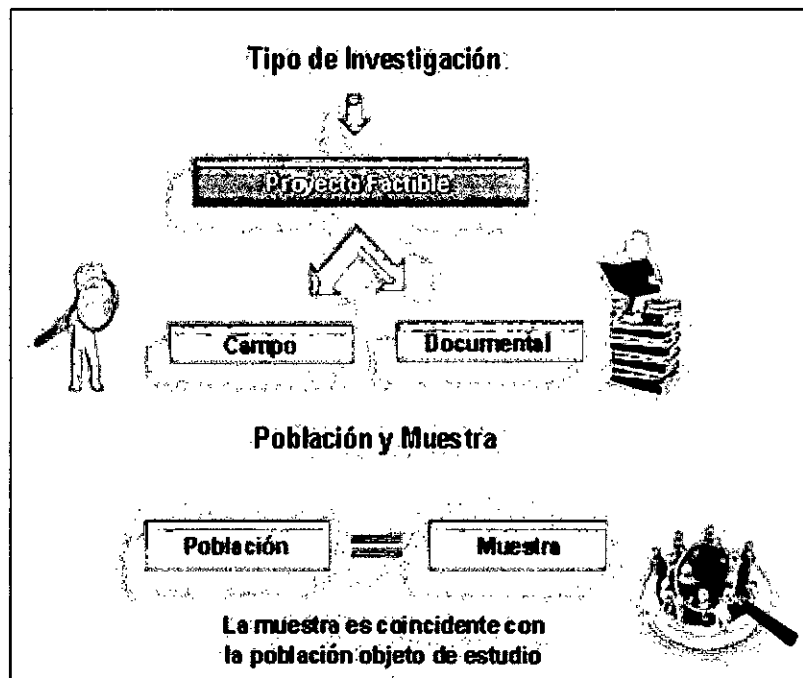 Tipo de Investigación
Proyecto Factible
Campo
Documental
Población y Muestra
Población = Muestra
La muestra es coincidente con
la población objeto de estudio